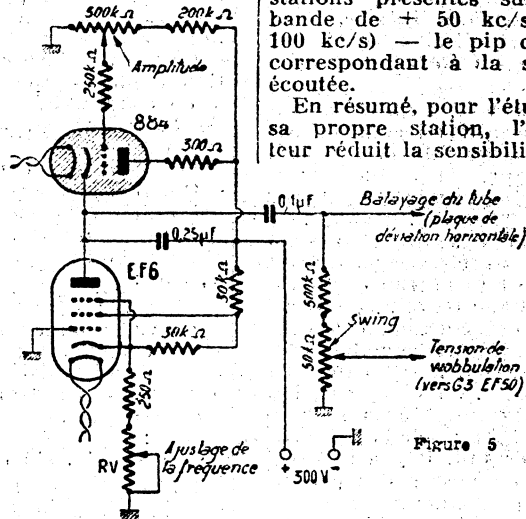 stations présentes su
bande de + 50 kc/s
100 kc/s) — le pip c
correspondant à la s
écoutée.
En résumé, pour l'étu
sa propre station, l'
teur réduit la sensibili
500kΩ
200kΩ
Amplitude
250kΩ
884
300Ω
0,1µF
Balayage du tube
(plaque de
déviation horizontale)
0,25µF
EF6
50kΩ
500kΩ
swing
50kΩ
50kΩ
Tension de
wobbulation
(vers G3 EF50)
250Ω
RV
Ajustage de
la fréquence
+ 300V -
Figure 5